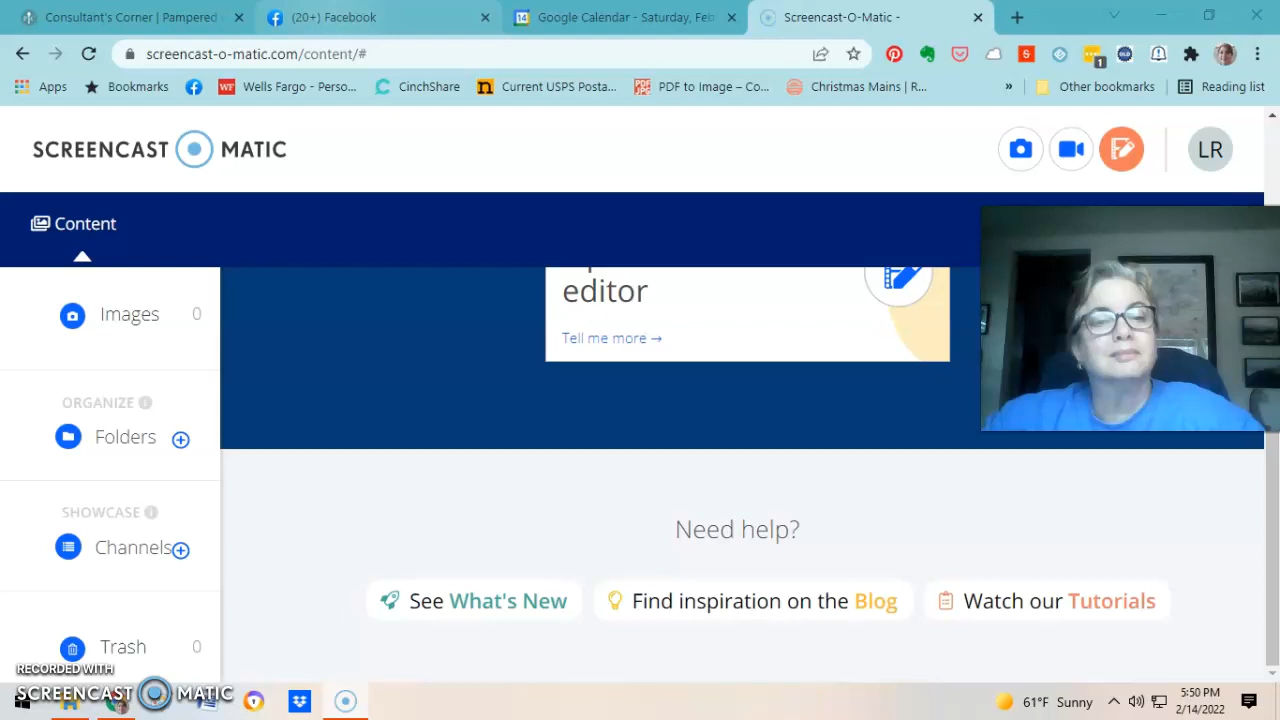 Consultant's Corner | Pampered
(20+) Facebook
Google Calendar - Saturday, Feb
Screencast-O-Matic -
screencast-o-matic.com/content/#
Apps
Bookmarks
WF Wells Fargo - Perso...
CinchShare
n Current USPS Posta...
PDF to Image – Co...
Christmas Mains | R...
»
Other bookmarks
Reading list
1
SCREENCAST O MATIC
LR
Content
editor
Tell me more →
Images 0
ORGANIZE
Folders
SHOWCASE
Channels
Trash 0
Need help?
See What's New
Find inspiration on the Blog
Watch our Tutorials
RECORDED WITH
SCREENCAST O MATIC
61°F Sunny
5:50 PM
2/14/2022